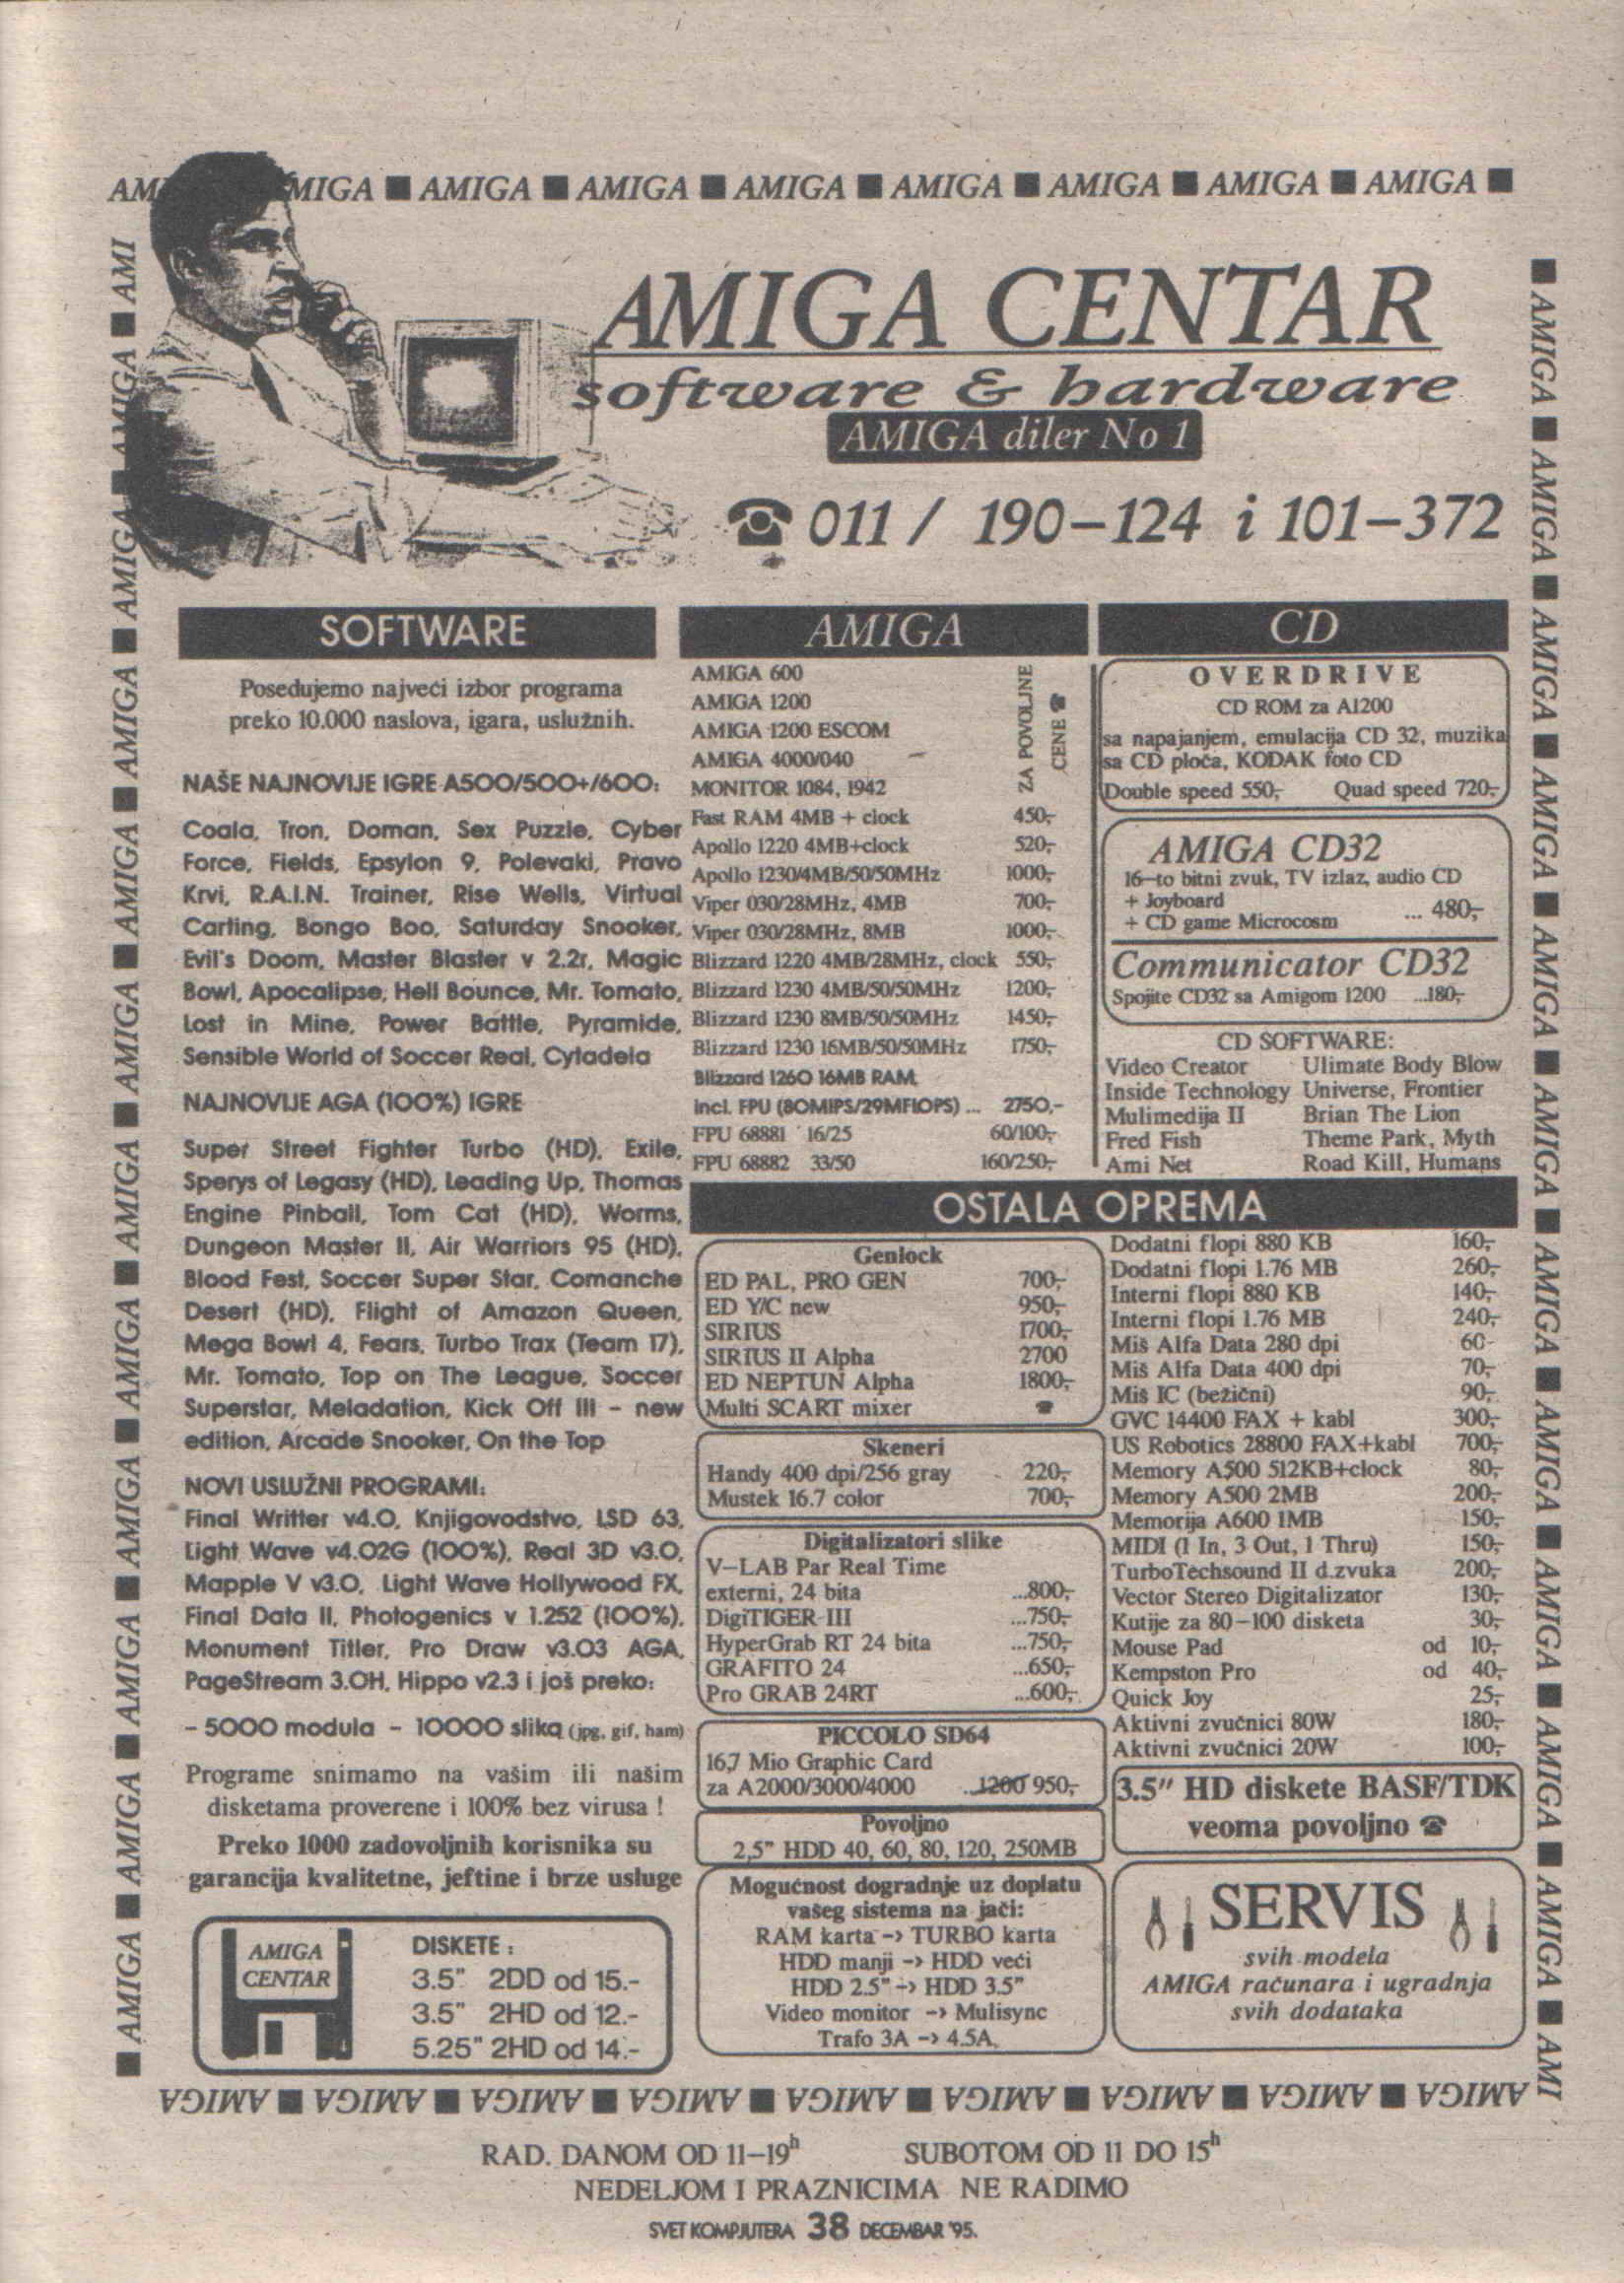 AMIGA ■ AMIGA ■ AMIGA ■ AMIGA ■ AMIGA ■ AMIGA ■ AMIGA ■ AMIGA ■
AMIGA CENTAR
software & hardware
AMIGA diler No 1
☎ 011 / 190-124 i 101-372
SOFTWARE
Posedujemo najveći izbor programa
preko 10.000 naslova, igara, uslužnih.
NAŠE NAJNOVIJE IGRE A500/500+/600:
Coala, Tron, Doman, Sex Puzzle, Cyber
Force, Fields, Epsylon 9, Polevaki, Pravo
Krvi, R.A.I.N. Trainer, Rise Wells, Virtual
Carting, Bongo Boo, Saturday Snooker,
Evil's Doom, Master Blaster v 2.2r, Magic
Bowl, Apocalipse, Hell Bounce, Mr. Tomato,
Lost in Mine, Power Battle, Pyramide,
Sensible World of Soccer Real, Cytadela
NAJNOVIJE AGA (100%) IGRE
Super Street Fighter Turbo (HD), Exile,
Sperys of Legasy (HD), Leading Up, Thomas
Engine Pinball, Tom Cat (HD), Worms,
Dungeon Master II, Air Warriors 95 (HD),
Blood Fest, Soccer Super Star, Comanche
Desert (HD), Flight of Amazon Queen,
Mega Bowl 4, Fears, Turbo Trax (Team 17),
Mr. Tomato, Top on The League, Soccer
Superstar, Meladation, Kick Off III - new
edition, Arcade Snooker, On the Top
NOVI USLUŽNI PROGRAMI:
Final Writter v4.0, Knjigovodstvo, LSD 63,
Light Wave v4.02G (100%), Real 3D v3.0,
Mapple V v3.0, Light Wave Hollywood FX,
Final Data II, Photogenics v 1.252 (100%),
Monument Titler, Pro Draw v3.03 AGA,
PageStream 3.0H, Hippo v2.3 i još preko:
- 5000 modula - 10000 slika (jpg, gif, ham)
Programe snimamo na vašim ili našim
disketama proverene i 100% bez virusa !
Preko 1000 zadovoljnih korisnika su
garancija kvalitetne, jeftine i brze usluge
AMIGA
CENTAR
DISKETE :
3.5" 2DD od 15.-
3.5" 2HD od 12.-
5.25" 2HD od 14.-
AMIGA
AMIGA 600
AMIGA 1200
AMIGA 1200 ESCOM
AMIGA 4000/040
MONITOR 1084, 1942
ZA POVOLJNE
CENE ☎
Fast RAM 4MB + clock 450,-
Apollo 1220 4MB+clock 520,-
Apollo 1230/4MB/50/50MHz 1000,-
Viper 030/28MHz, 4MB 700,-
Viper 030/28MHz, 8MB 1000,-
Blizzard 1220 4MB/28MHz, clock 550,-
Blizzard 1230 4MB/50/50MHz 1200,-
Blizzard 1230 8MB/50/50MHz 1450,-
Blizzard 1230 16MB/50/50MHz 1750,-
Blizzard 1260 16MB RAM,
incl. FPU (80MIPS/29MFLOPS) ... 2750,-
FPU 68881 16/25 60/100,-
FPU 68882 33/50 160/250,-
CD
OVERDRIVE
CD ROM za A1200
sa napajanjem, emulacija CD 32, muzika
sa CD ploča, KODAK foto CD
Double speed 550,- Quad speed 720,-
AMIGA CD32
16-to bitni zvuk, TV izlaz, audio CD
+ Joyboard
+ CD game Microcosm ... 480,-
Communicator CD32
Spojite CD32 sa Amigom 1200 ...180,-
CD SOFTWARE:
Video Creator Ulimate Body Blow
Inside Technology Universe, Frontier
Mulimedija II Brian The Lion
Fred Fish Theme Park, Myth
Ami Net Road Kill, Humans
OSTALA OPREMA
Genlock
ED PAL, PRO GEN 700,-
ED Y/C new 950,-
SIRIUS 1700,-
SIRIUS II Alpha 2700
ED NEPTUN Alpha 1800,-
Multi SCART mixer ☎
Skeneri
Handy 400 dpi/256 gray 220,-
Mustek 16.7 color 700,-
Digitalizatori slike
V-LAB Par Real Time
externi, 24 bita ...800,-
DigiTIGER III ...750,-
HyperGrab RT 24 bita ...750,-
GRAFITO 24 ...650,-
Pro GRAB 24RT ...600,-
PICCOLO SD64
16,7 Mio Graphic Card
za A2000/3000/4000 ..1200 950,-
Povoljno
2,5" HDD 40, 60, 80, 120, 250MB
Mogućnost dogradnje uz doplatu
vašeg sistema na jači:
RAM karta -> TURBO karta
HDD manji -> HDD veći
HDD 2.5" -> HDD 3.5"
Video monitor -> Mulisync
Trafo 3A -> 4.5A,
Dodatni flopi 880 KB 160,-
Dodatni flopi 1.76 MB 260,-
Interni flopi 880 KB 140,-
Interni flopi 1.76 MB 240,-
Miš Alfa Data 280 dpi 60-
Miš Alfa Data 400 dpi 70,-
Miš IC (bežični) 90,-
GVC 14400 FAX + kabl 300,-
US Robotics 28800 FAX+kabl 700,-
Memory A500 512KB+clock 80,-
Memory A500 2MB 200,-
Memorija A600 1MB 150,-
MIDI (1 In, 3 Out, 1 Thru) 150,-
TurboTechsound II d.zvuka 200,-
Vector Stereo Digitalizator 130,-
Kutije za 80-100 disketa 30,-
Mouse Pad od 10,-
Kempston Pro od 40,-
Quick Joy 25,-
Aktivni zvučnici 80W 180,-
Aktivni zvučnici 20W 100,-
3.5" HD diskete BASF/TDK
veoma povoljno ☎
SERVIS
svih modela
AMIGA računara i ugradnja
svih dodataka
■ AMIGA ■ AMIGA ■ AMIGA ■ AMIGA ■ AMIGA ■ AMIGA ■ AMIGA ■ AMIGA ■ AMIGA ■ AMIGA ■ AMIGA ■ AMI
■ AMIGA ■ AMIGA ■ AMIGA ■ AMIGA ■ AMIGA ■ AMIGA ■ AMIGA ■ AMIGA ■ AMIGA ■ AMIGA ■ AMIGA ■ AMI
AMIGA ■ AMIGA ■ AMIGA ■ AMIGA ■ AMIGA ■ AMIGA ■ AMIGA ■ AMIGA ■ AMIGA
RAD. DANOM OD 11-19h SUBOTOM OD 11 DO 15h
NEDELJOM I PRAZNICIMA NE RADIMO
SVET KOMPJUTERA 38 DECEMBAR '95.